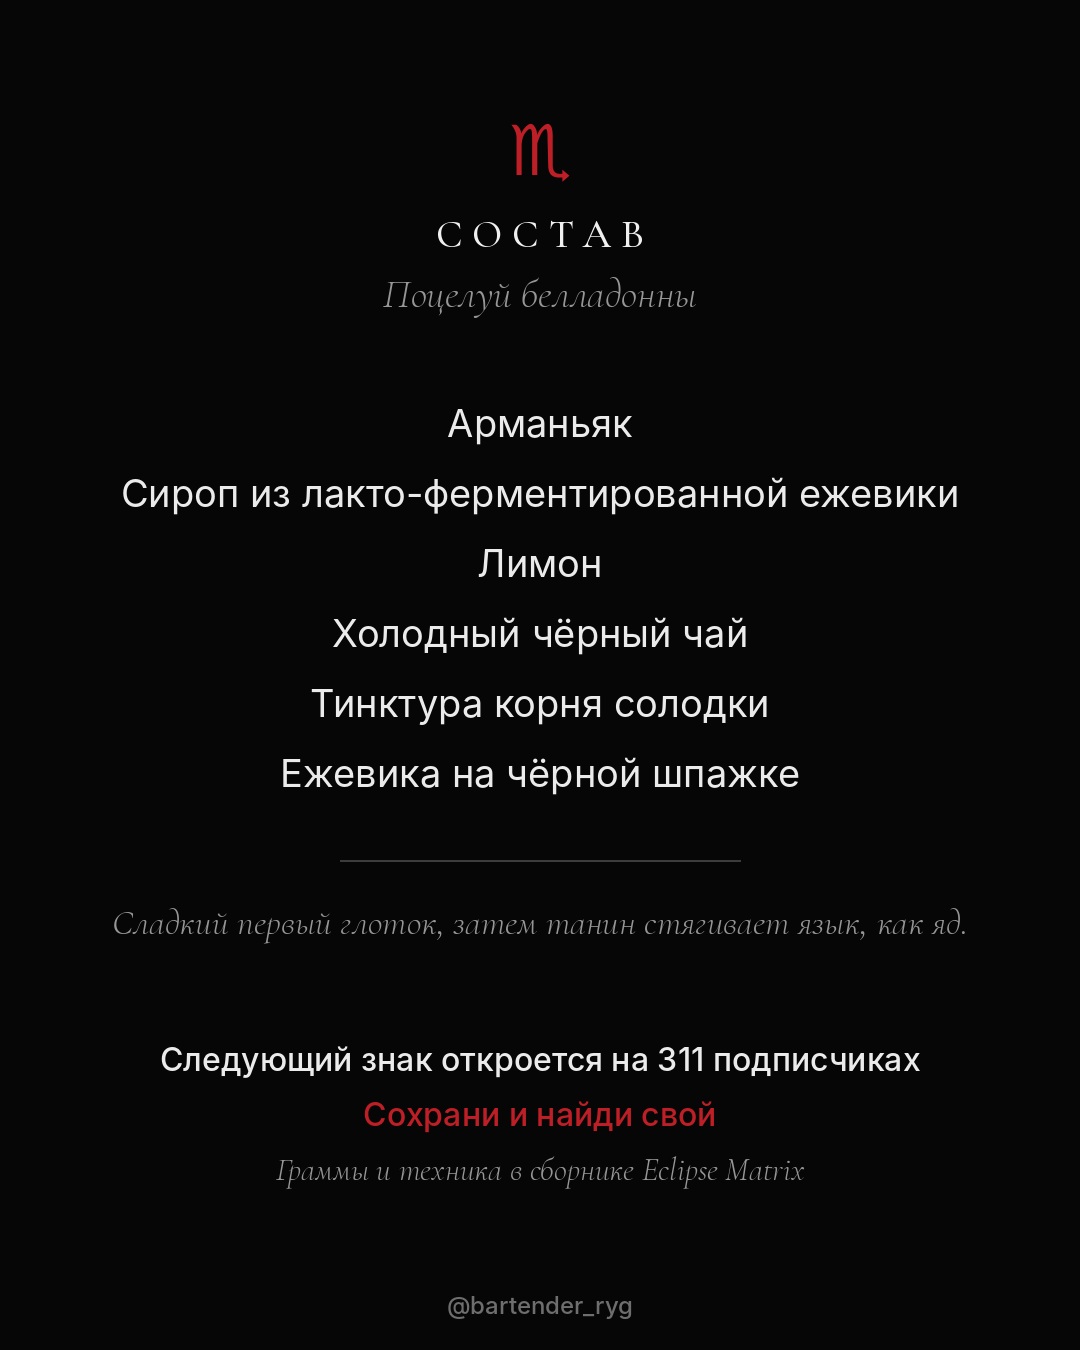 ♏
СОСТАВ
Поцелуй белладонны
Арманьяк
Сироп из лакто-ферментированной ежевики
Лимон
Холодный чёрный чай
Тинктура корня солодки
Ежевика на чёрной шпажке
Сладкий первый глоток, затем танин стягивает язык, как яд.
Следующий знак откроется на 311 подписчиках
Сохрани и найди свой
Граммы и техника в сборнике Eclipse Matrix
@bartender_ryg